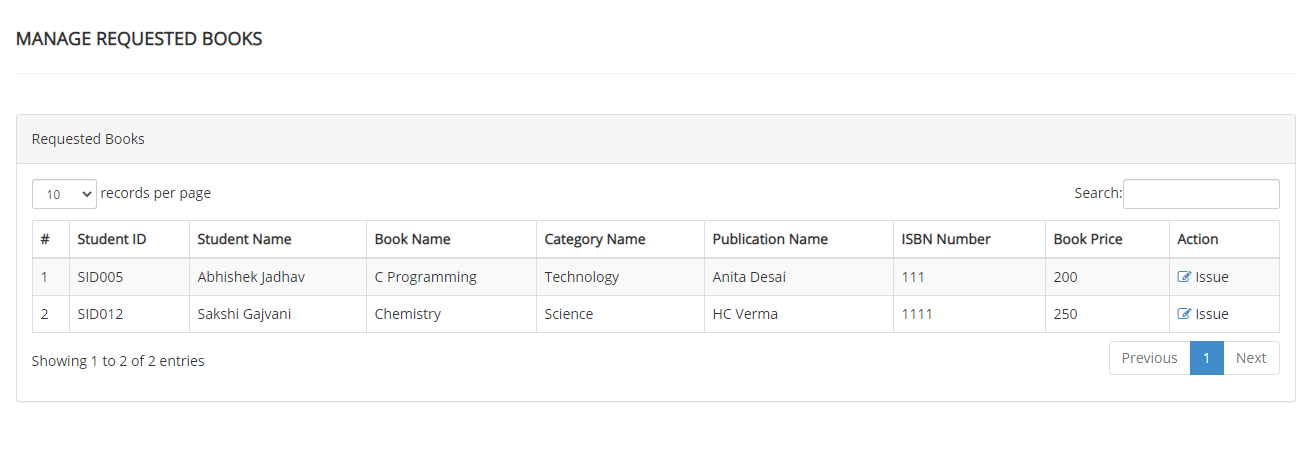 MANAGE REQUESTED BOOKS
Requested Books
10 records per page Search:
# Student ID Student Name Book Name Category Name Publication Name ISBN Number Book Price Action
1 SID005 Abhishek Jadhav C Programming Technology Anita Desai 111 200 Issue
2 SID012 Sakshi Gajvani Chemistry Science HC Verma 1111 250 Issue
Showing 1 to 2 of 2 entries Previous 1 Next